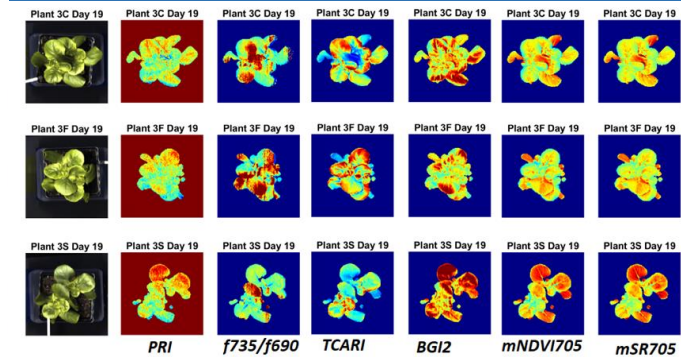 Plant 3C Day 19 Plant 3C Day 19 Plant 3C Day 19 Plant 3C Day 19 Plant 3C Day 19 Plant 3C Day 19 Plant 3C Day 19
Plant 3F Day 19 Plant 3F Day 19 Plant 3F Day 19 Plant 3F Day 19 Plant 3F Day 19 Plant 3F Day 19 Plant 3F Day 19
Plant 3S Day 19 Plant 3S Day 19 Plant 3S Day 19 Plant 3S Day 19 Plant 3S Day 19 Plant 3S Day 19 Plant 3S Day 19
PRI f735/f690 TCARI BGI2 mNDVI705 mSR705